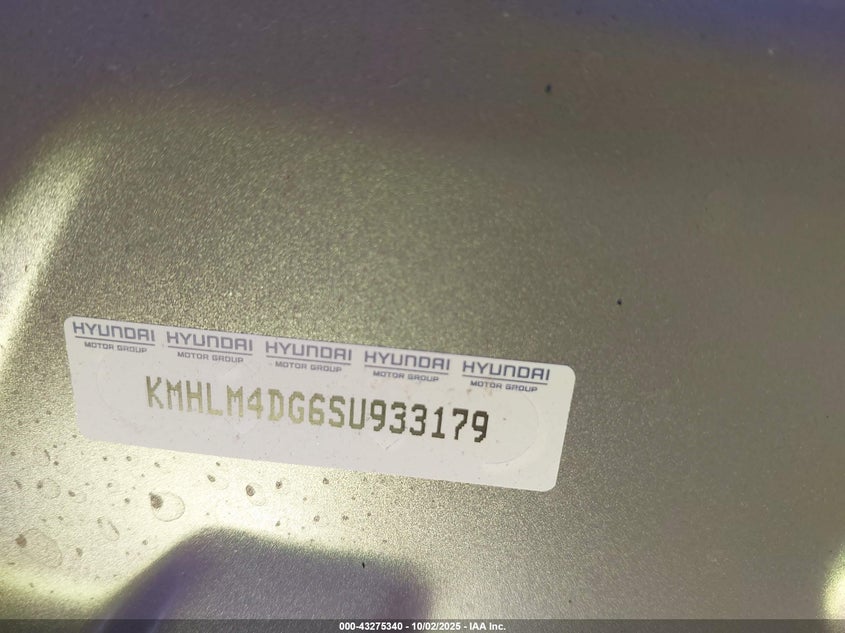 HYUNDAI HYUNDAI HYUNDAI HYUNDAI HYUNDAI
MOTOR GROUP MOTOR GROUP MOTOR GROUP MOTOR GROUP MOTOR GROUP
KMHLM4DG6SU933179
000-43275340 - 10/02/2025 - IAA Inc.